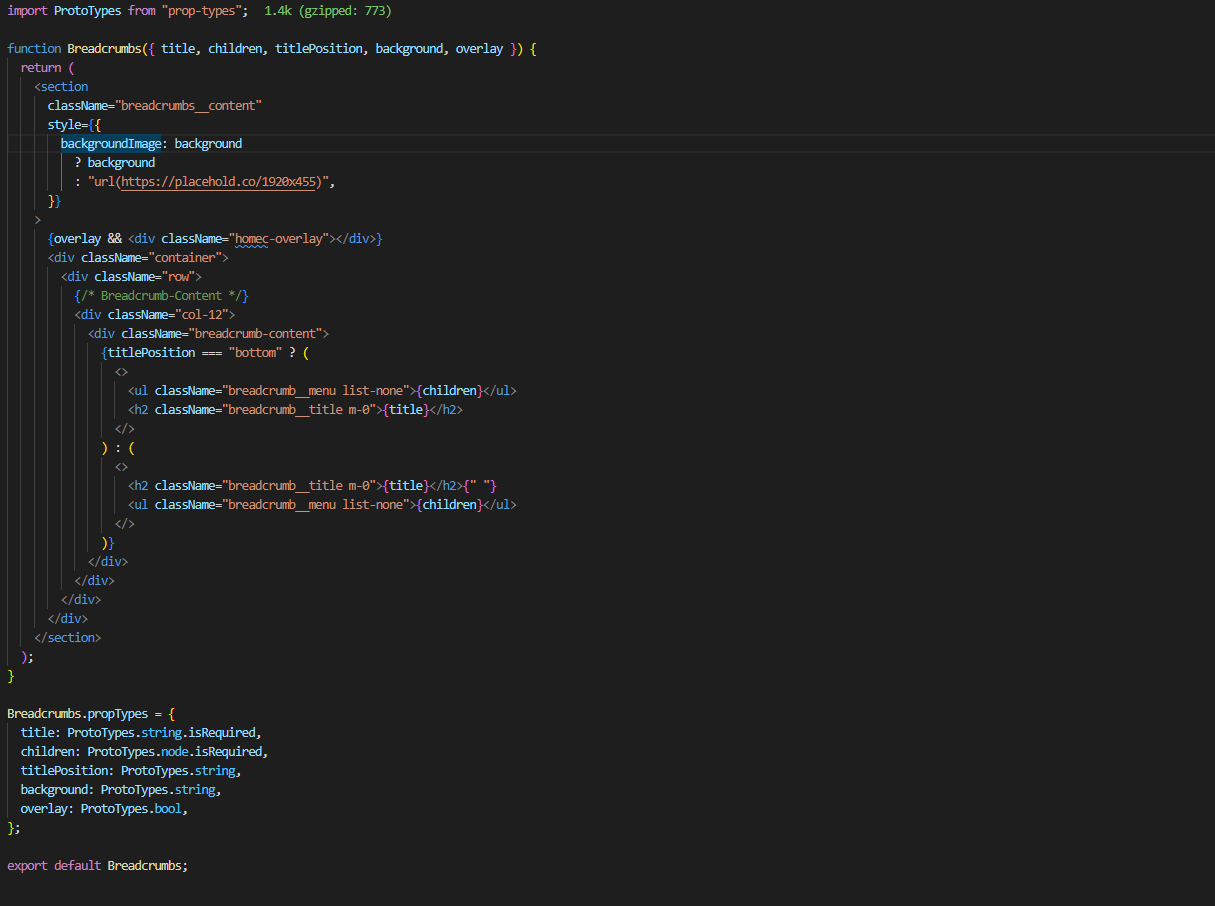 import ProtoTypes from "prop-types";  1.4k (gzipped: 773)

function Breadcrumbs({ title, children, titlePosition, background, overlay }) {
  return (
    <section
      className="breadcrumbs__content"
      style={{
        backgroundImage: background
          ? background
          : "url(https://placehold.co/1920x455)",
      }}
    >
      {overlay && <div className="homec-overlay"></div>}
      <div className="container">
        <div className="row">
          {/* Breadcrumb-Content */}
          <div className="col-12">
            <div className="breadcrumb-content">
              {titlePosition === "bottom" ? (
                <>
                  <ul className="breadcrumb__menu list-none">{children}</ul>
                  <h2 className="breadcrumb__title m-0">{title}</h2>
                </>
              ) : (
                <>
                  <h2 className="breadcrumb__title m-0">{title}</h2>{" "}
                  <ul className="breadcrumb__menu list-none">{children}</ul>
                </>
              )}
            </div>
          </div>
        </div>
      </div>
    </section>
  );
}

Breadcrumbs.propTypes = {
  title: ProtoTypes.string.isRequired,
  children: ProtoTypes.node.isRequired,
  titlePosition: ProtoTypes.string,
  background: ProtoTypes.string,
  overlay: ProtoTypes.bool,
};

export default Breadcrumbs;